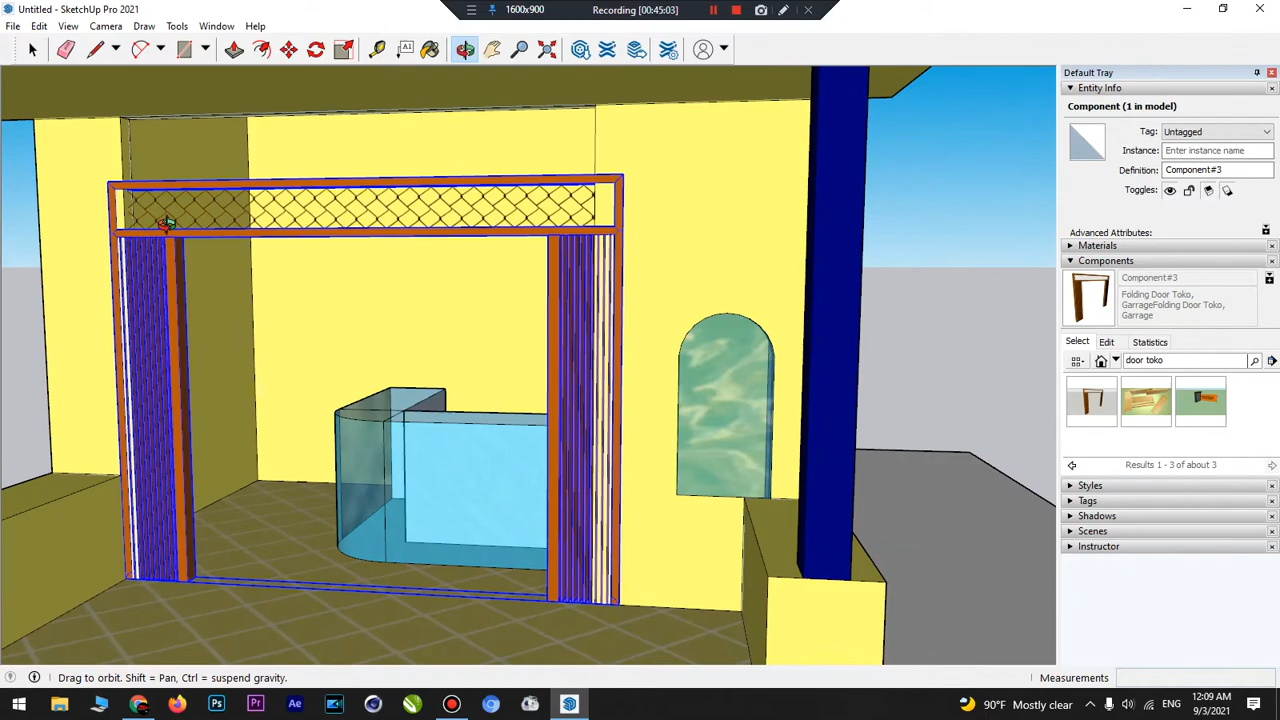 Untitled - SketchUp Pro 2021
1600x900
Recording [00:45:03]
File Edit View Camera Draw Tools Window Help
A1
Default Tray
Entity Info
Component (1 in model)
Tag: Untagged
Instance: Enter instance name
Definition: Component#3
Toggles:
Advanced Attributes:
Materials
Components
Component#3
Folding Door Toko,
GarrageFolding Door Toko,
Garrage
Select Edit Statistics
door toko
Results 1 - 3 of about 3
Styles
Tags
Shadows
Scenes
Instructor
Drag to orbit. Shift = Pan, Ctrl = suspend gravity.
Measurements
Ps Pr Ae
90°F Mostly clear
ENG
12:09 AM
9/3/2021